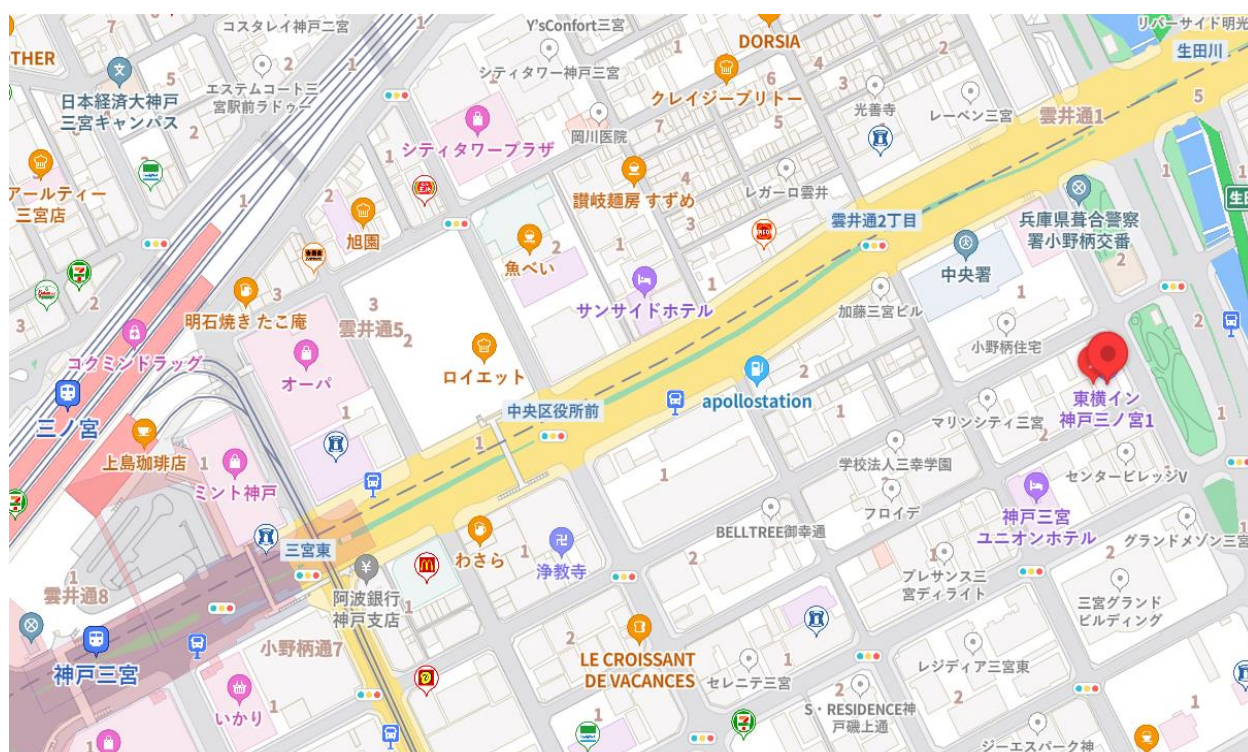 コスタレイ神戸二宮
Y'sConfort三宮
DORSIA
リバーサイド明光
生田川
OTHER
日本経済大神戸
三宮キャンパス
エステムコート三
宮駅前ラドゥー
シティタワー神戸三宮
クレイジーブリトー
光善寺
レーベン三宮
雲井通1
5
シティタワープラザ
岡川医院
アールティー
三宮店
讃岐麺房 すずめ
レガーロ雲井
旭園
雲井通2丁目
兵庫県葺合警察
署小野柄交番
生田
魚べい
中央署
サンサイドホテル
加藤三宮ビル
明石焼き たこ庵
3
雲井通5
2
コクミンドラッグ
オーパ
ロイエット
小野柄住宅
三ノ宮
apollostation
中央区役所前
東横イン
神戸三ノ宮1
マリンシティ三宮
上島珈琲店
ミント神戸
学校法人三幸学園
センタービレッジV
フロイデ
神戸三宮
ユニオンホテル
BELLTREE御幸通
グランドメゾン三宮
三宮東
わさら
浄教寺
阿波銀行
神戸支店
プレサンス三
宮ディライト
三宮グランド
ビルディング
1
雲井通8
小野柄通7
神戸三宮
LE CROISSANT
DE VACANCES
セレニテ三宮
レジディア三宮東
いかり
S・RESIDENCE神
戸磯上通
ジーエスパーク神